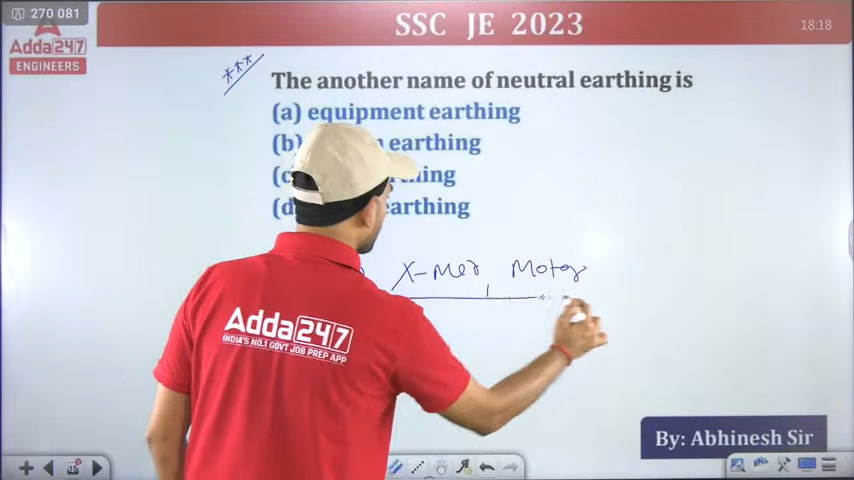 270 081
Adda247
ENGINEERS
SSC JE 2023
18:18
***
The another name of neutral earthing is
(a) equipment earthing
(b) earthing
earthing
X-Mer, Motor
Adda247
INDIA'S NO.1 GOVT JOB PREP APP
By: Abhinesh Sir